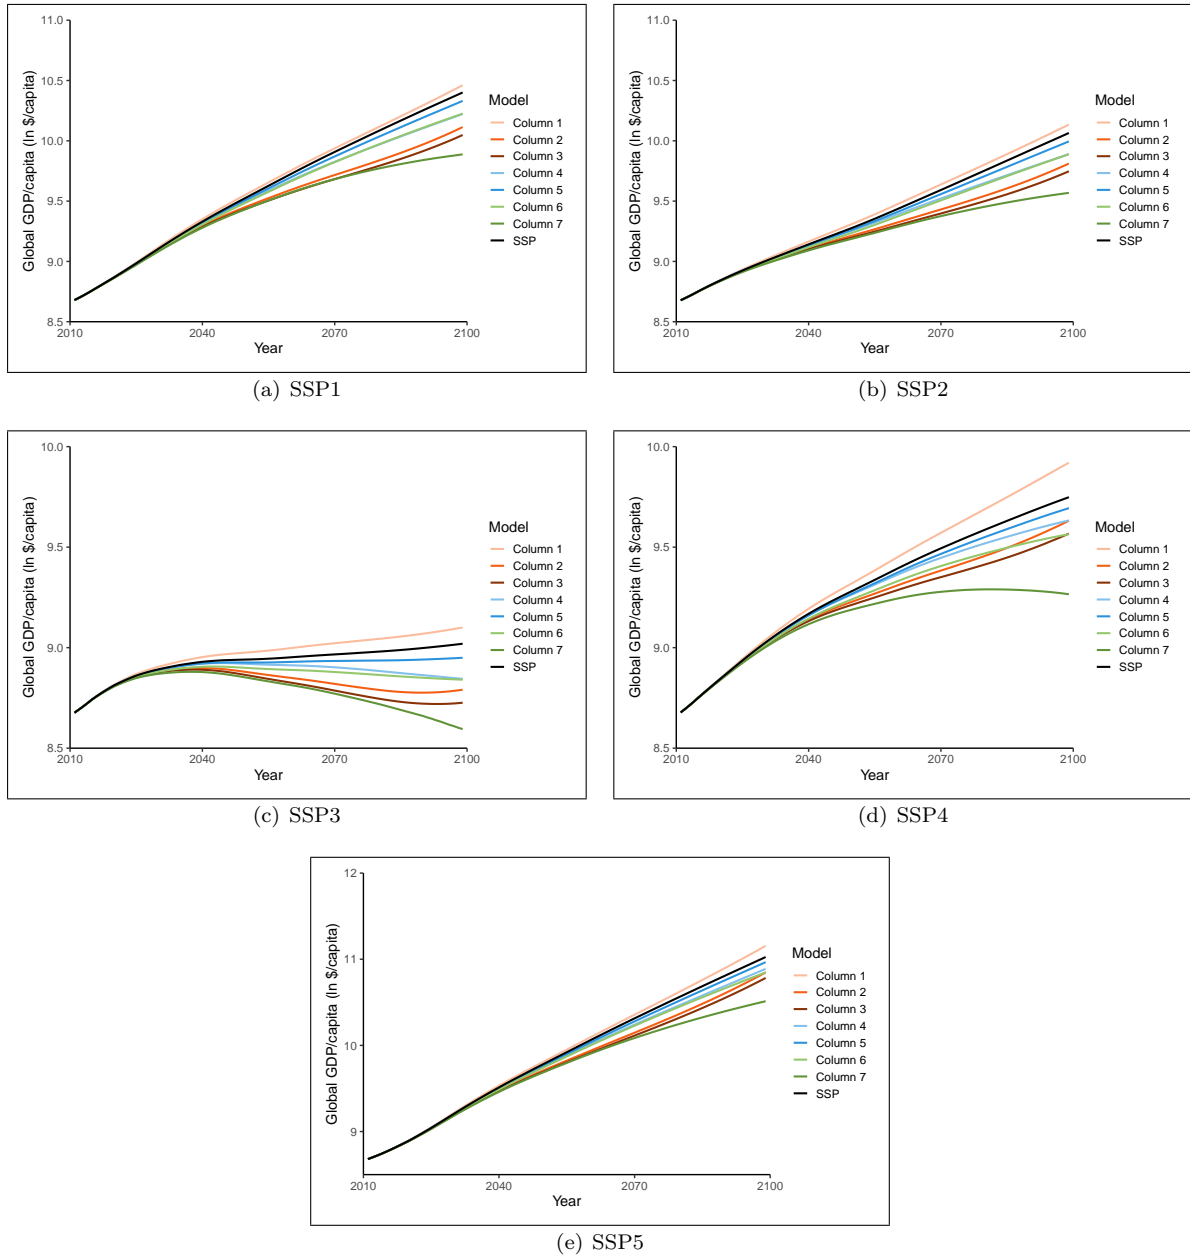 11.0
10.5
10.0
9.5
9.0
8.5
Global GDP/capita (ln $/capita)
2010 2040 2070 2100
Year
Model
Column 1
Column 2
Column 3
Column 4
Column 5
Column 6
Column 7
SSP
(a) SSP1
11.0
10.5
10.0
9.5
9.0
8.5
Global GDP/capita (ln $/capita)
2010 2040 2070 2100
Year
Model
Column 1
Column 2
Column 3
Column 4
Column 5
Column 6
Column 7
SSP
(b) SSP2
10.0
9.5
9.0
8.5
Global GDP/capita (ln $/capita)
2010 2040 2070 2100
Year
Model
Column 1
Column 2
Column 3
Column 4
Column 5
Column 6
Column 7
SSP
(c) SSP3
10.0
9.5
9.0
8.5
Global GDP/capita (ln $/capita)
2010 2040 2070 2100
Year
Model
Column 1
Column 2
Column 3
Column 4
Column 5
Column 6
Column 7
SSP
(d) SSP4
12
11
10
9
Global GDP/capita (ln $/capita)
2010 2040 2070 2100
Year
Model
Column 1
Column 2
Column 3
Column 4
Column 5
Column 6
Column 7
SSP
(e) SSP5